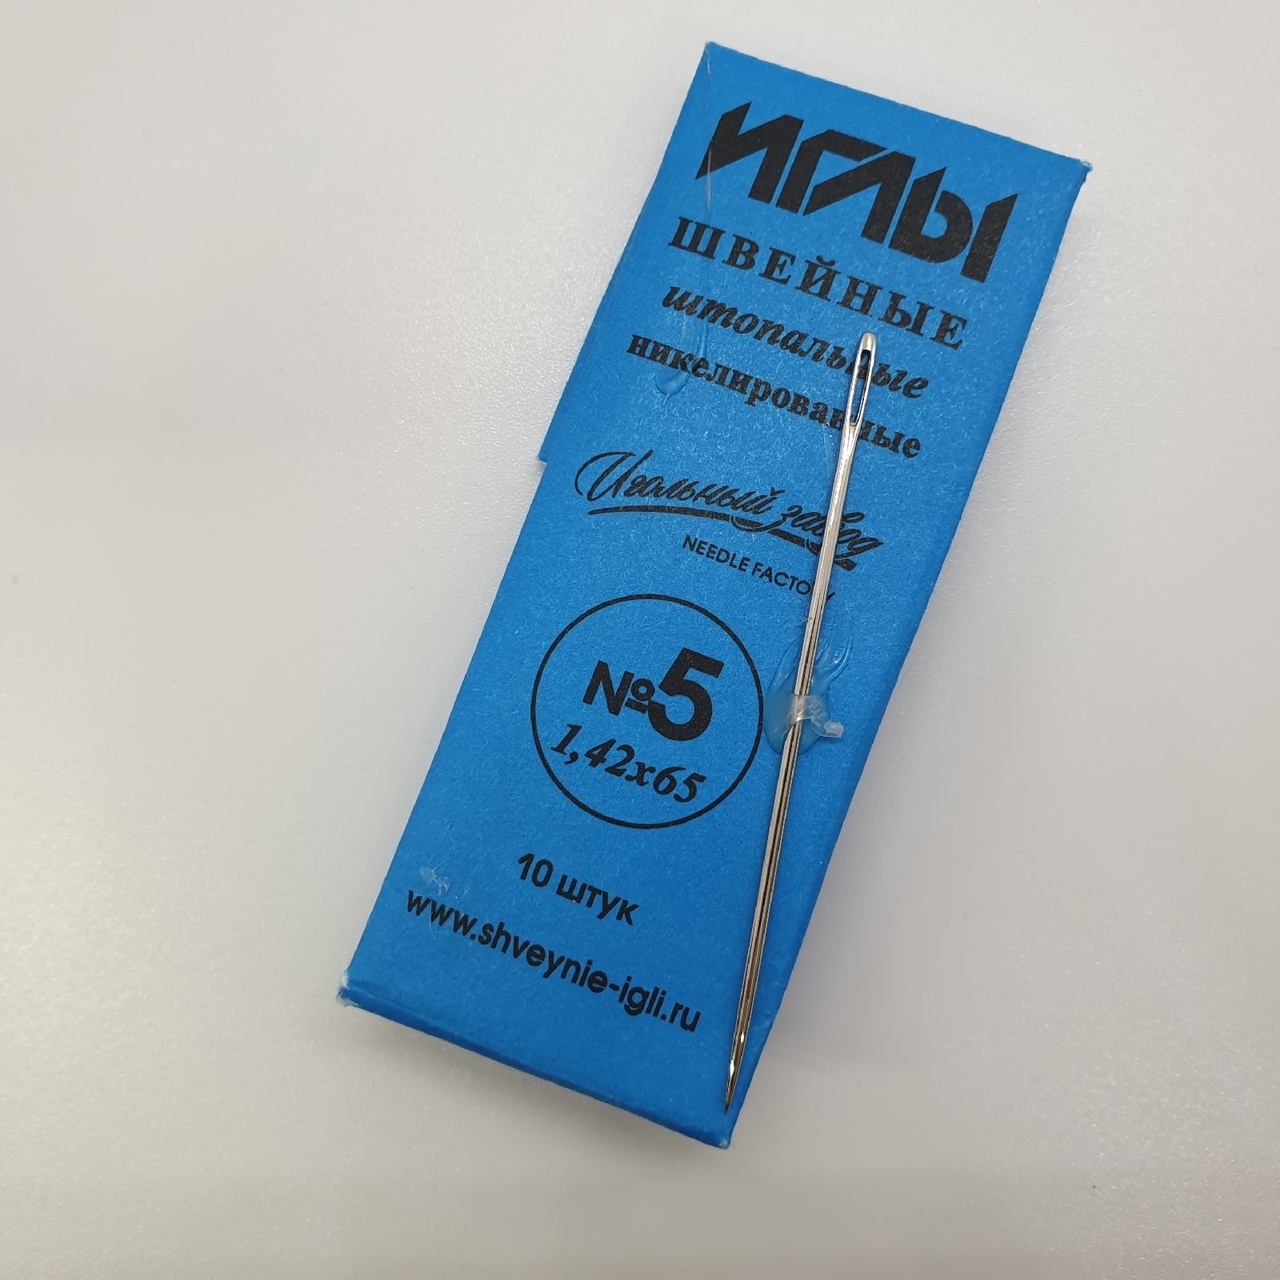 ИГЛЫ
ШВЕЙНЫЕ
штопальные
никелированные
Игольный завод
NEEDLE FACTORY
№5
1,42х65
10 штук
www.shveynie-igli.ru